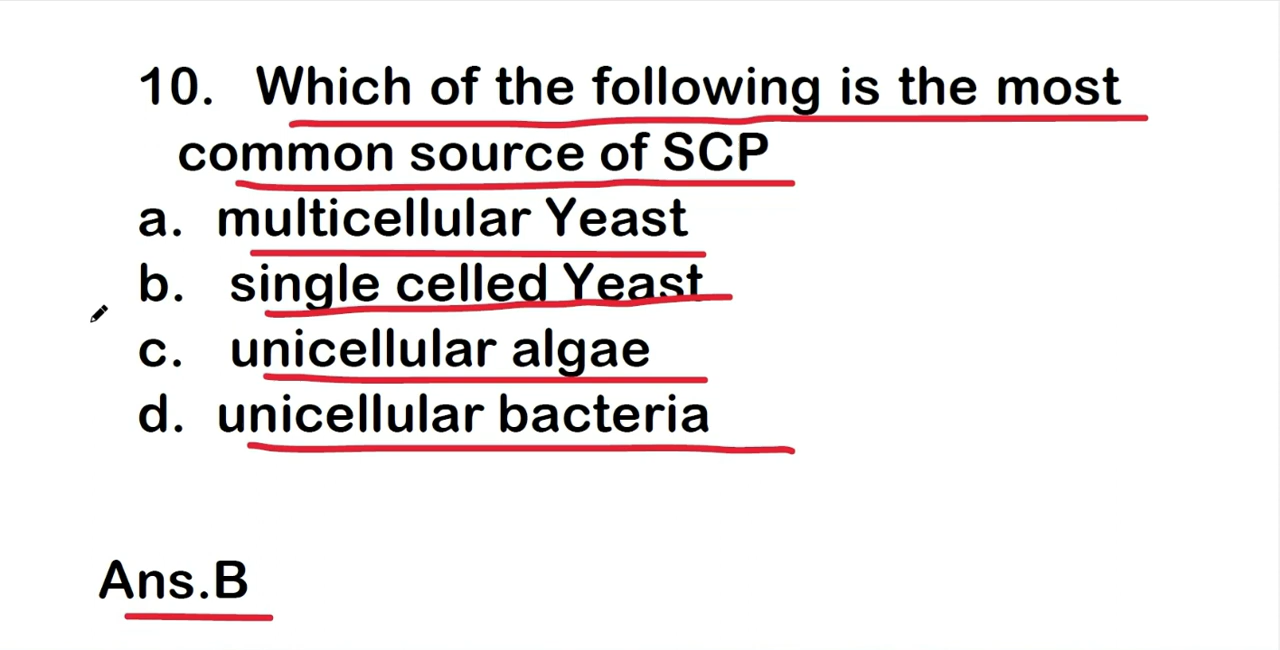 10. Which of the following is the most
common source of SCP
a. multicellular Yeast
b. single celled Yeast
c. unicellular algae
d. unicellular bacteria
Ans.B